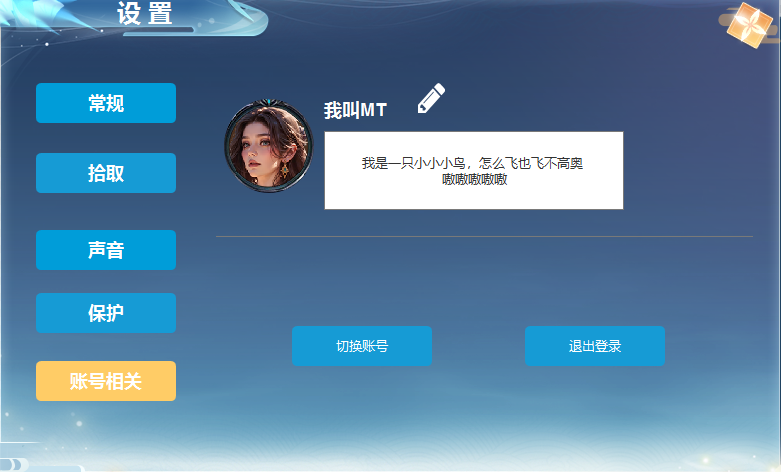 设置
常规
拾取
声音
保护
账号相关
我叫MT
我是一只小小小鸟，怎么飞也飞不高奥
嗷嗷嗷嗷嗷
切换账号
退出登录